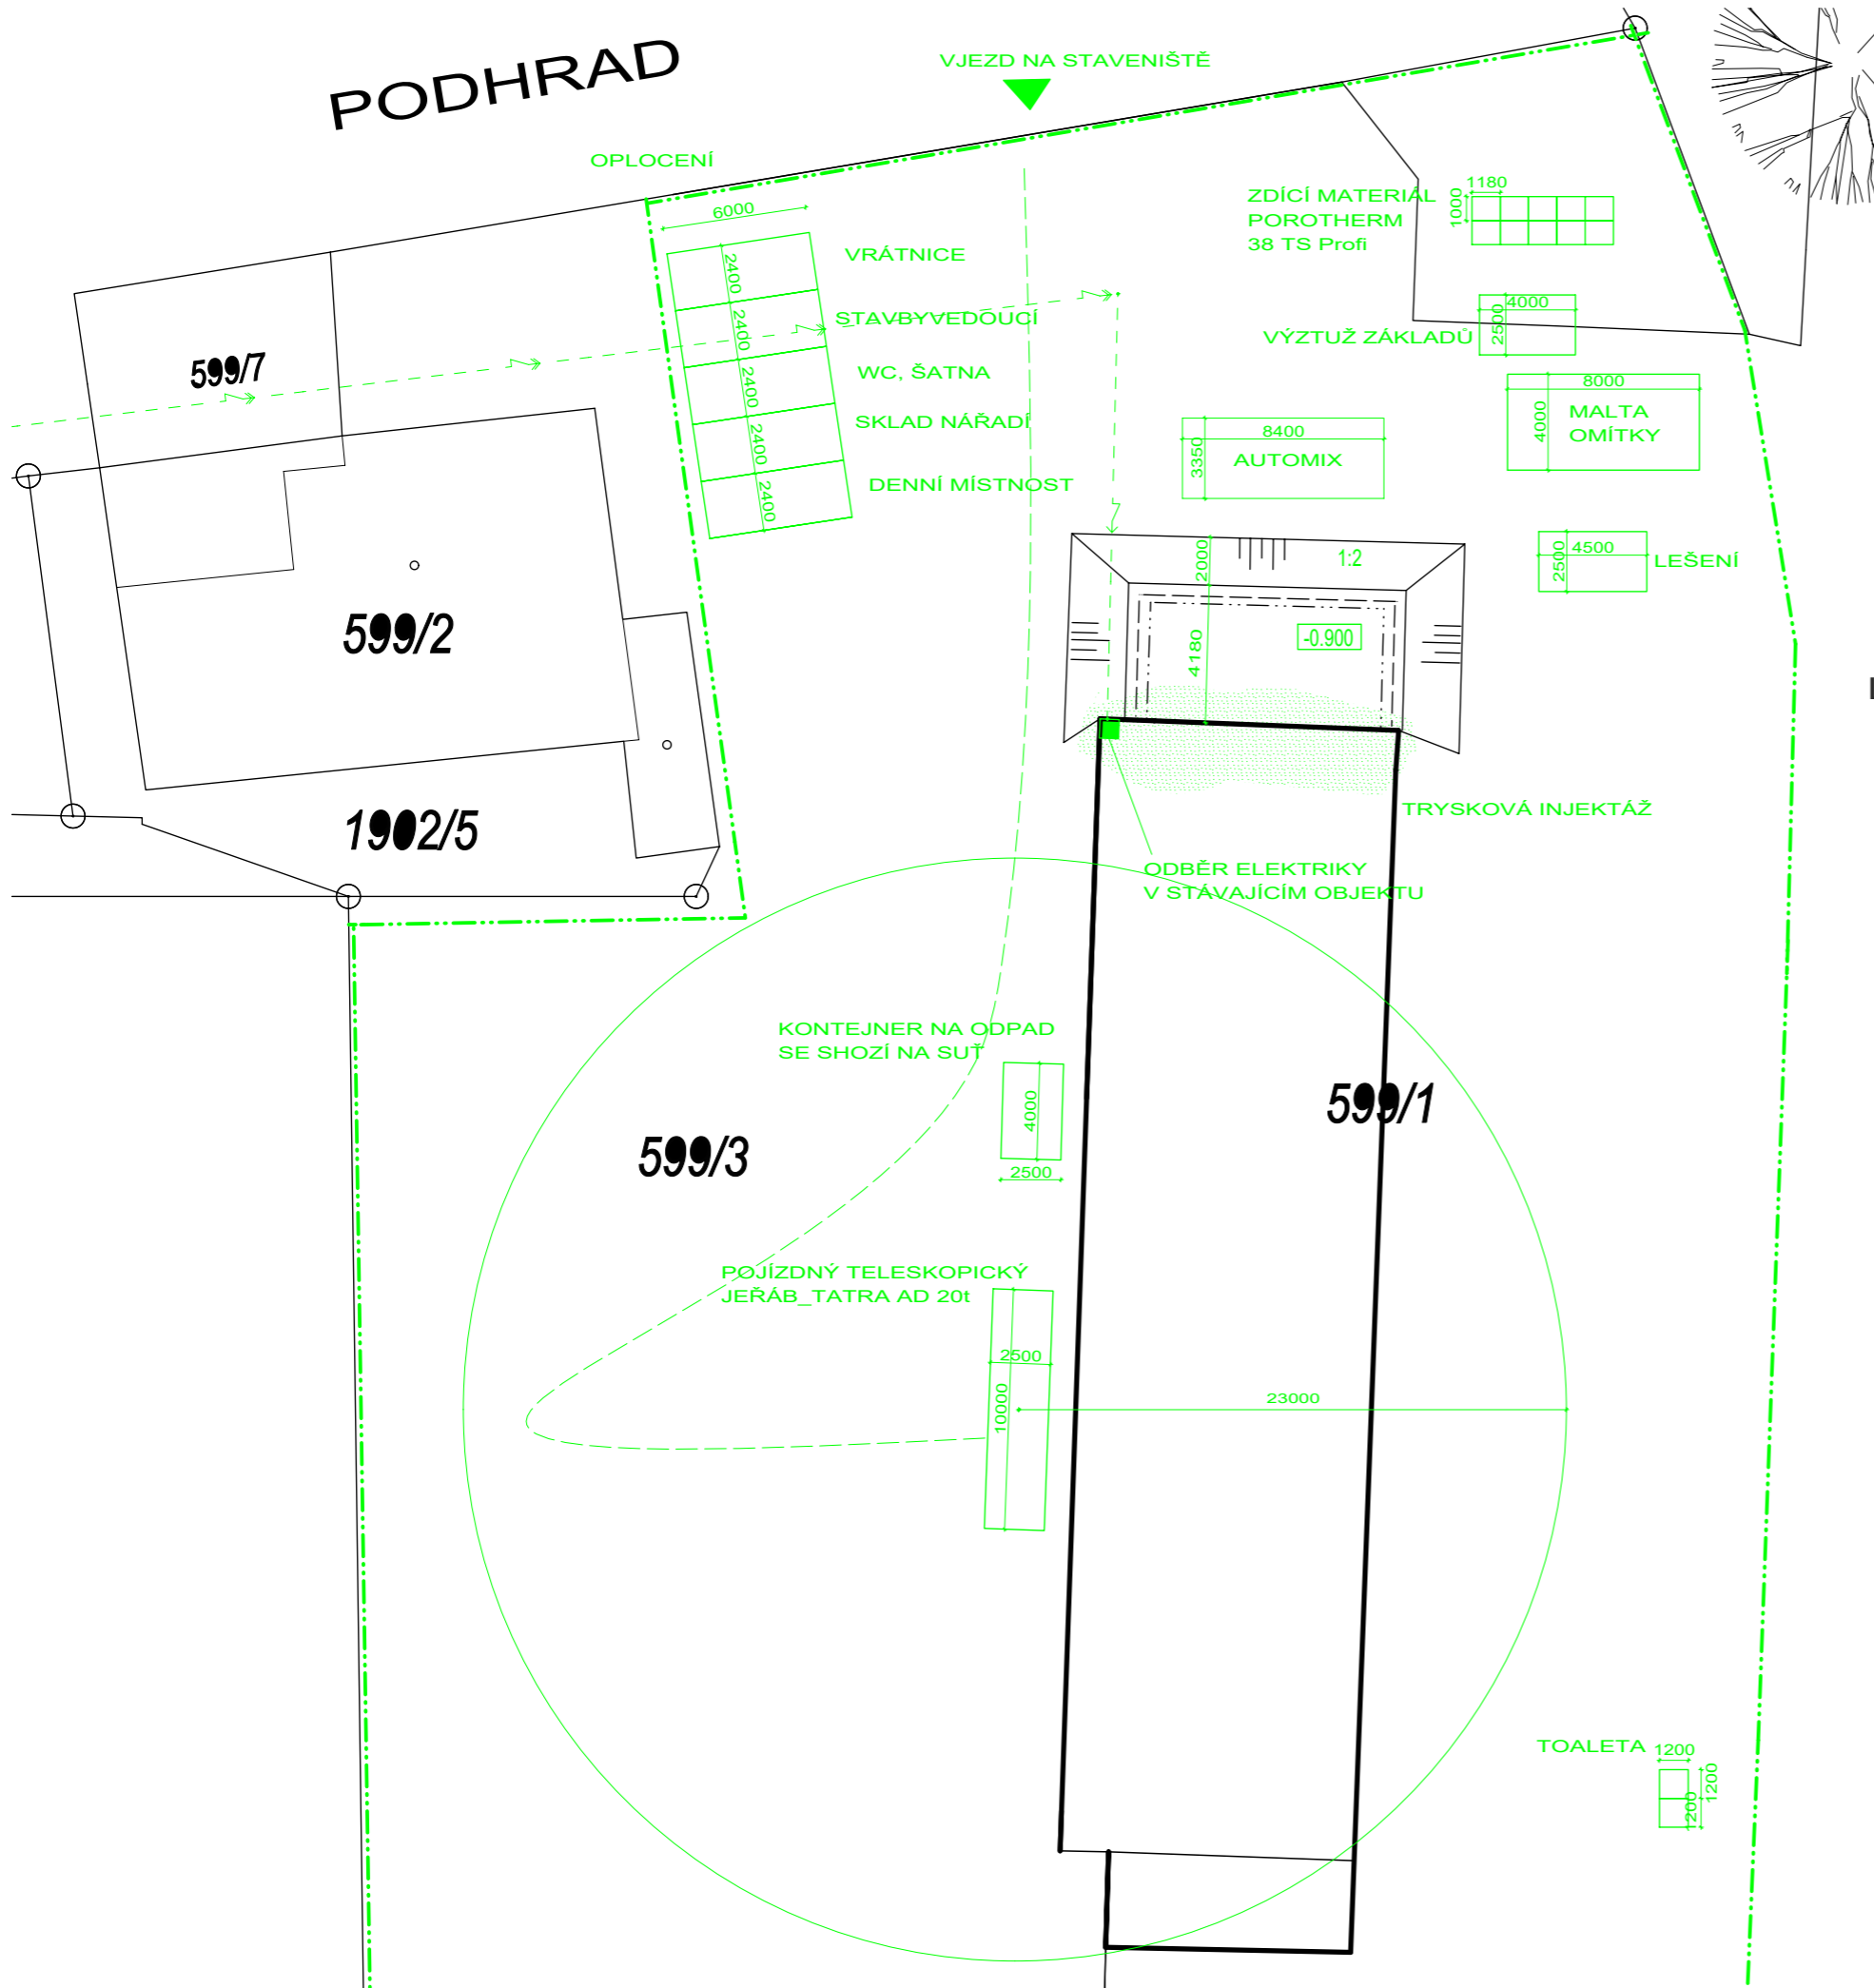 PODHRAD
VJEZD NA STAVENIŠTĚ
OPLOCENÍ
6000
VRÁTNICE
2400
STAVBYVEDOUCÍ
2400
WC, ŠATNA
2400
SKLAD NÁŘADÍ
2400
DENNÍ MÍSTNOST
2400
1180
1000
ZDÍCÍ MATERIÁL
POROTHERM
38 TS Profi
4000
2500
VÝZTUŽ ZÁKLADŮ
8000
4000
MALTA
OMÍTKY
8400
3350
AUTOMIX
4500
2500
LEŠENÍ
2000
1:2
4180
-0.900
599/7
599/2
1902/5
TRYSKOVÁ INJEKTÁŽ
ODBĚR ELEKTRIKY
V STÁVAJÍCÍM OBJEKTU
KONTEJNER NA ODPAD
SE SHOZÍ NA SUŤ
4000
2500
599/1
599/3
POJÍZDNÝ TELESKOPICKÝ
JEŘÁB_TATRA AD 20t
2500
10000
23000
TOALETA
1200
1200
1200